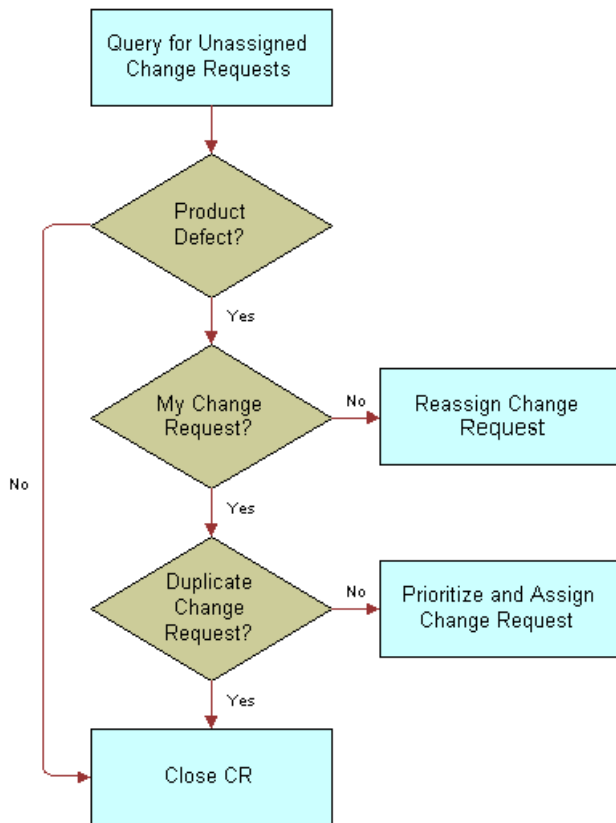 Query for Unassigned
Change Requests
Product
Defect?
Yes
My Change
Request?
No
Reassign Change
Request
No
Yes
Duplicate
Change
Request?
No
Prioritize and Assign
Change Request
Yes
Close CR